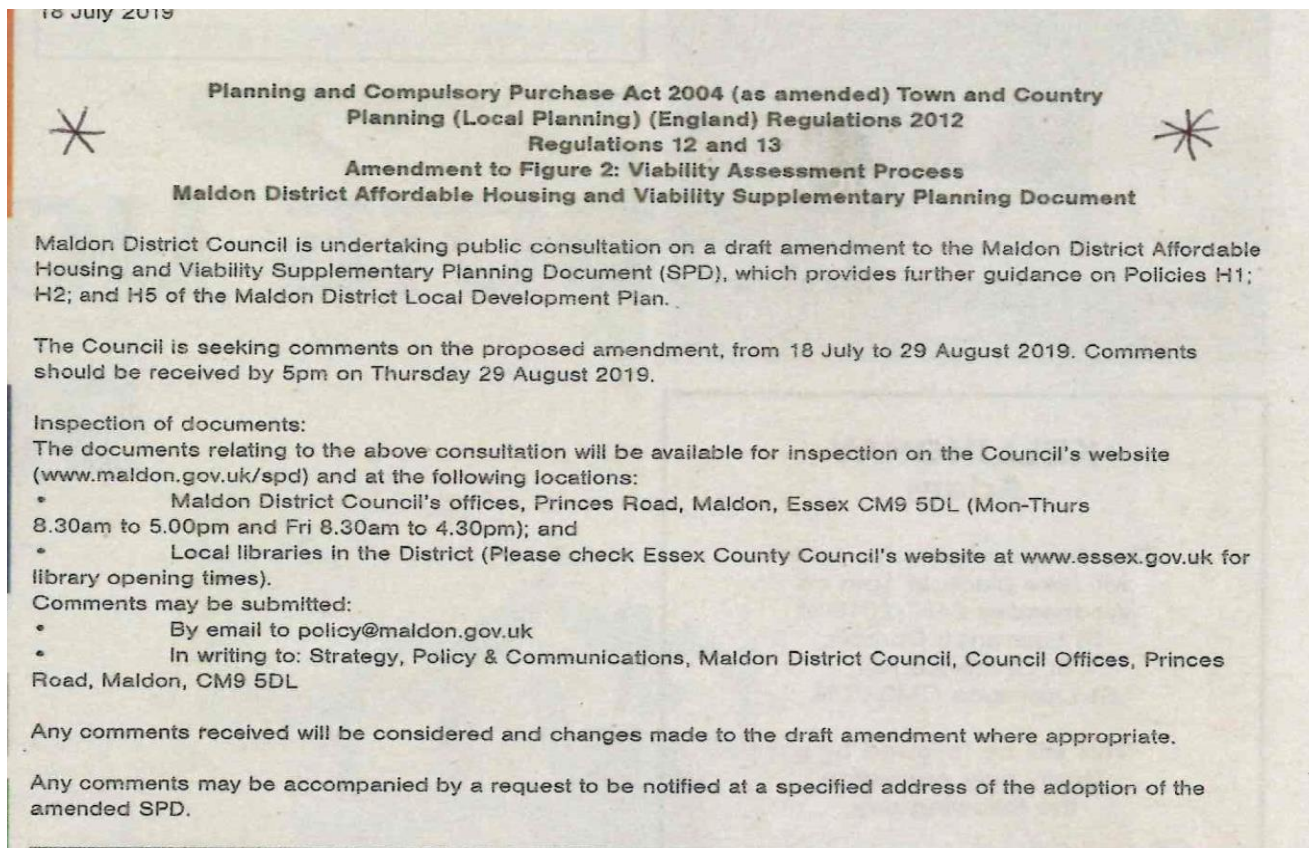 18 July 2019
Planning and Compulsory Purchase Act 2004 (as amended) Town and Country
Planning (Local Planning) (England) Regulations 2012
Regulations 12 and 13
Amendment to Figure 2: Viability Assessment Process
Maldon District Affordable Housing and Viability Supplementary Planning Document
Maldon District Council is undertaking public consultation on a draft amendment to the Maldon District Affordable
Housing and Viability Supplementary Planning Document (SPD), which provides further guidance on Policies H1;
H2; and H5 of the Maldon District Local Development Plan.
The Council is seeking comments on the proposed amendment, from 18 July to 29 August 2019. Comments
should be received by 5pm on Thursday 29 August 2019.
Inspection of documents:
The documents relating to the above consultation will be available for inspection on the Council's website
(www.maldon.gov.uk/spd) and at the following locations:
• Maldon District Council's offices, Princes Road, Maldon, Essex CM9 5DL (Mon-Thurs
8.30am to 5.00pm and Fri 8.30am to 4.30pm); and
• Local libraries in the District (Please check Essex County Council's website at www.essex.gov.uk for
library opening times).
Comments may be submitted:
• By email to policy@maldon.gov.uk
• In writing to: Strategy, Policy & Communications, Maldon District Council, Council Offices, Princes
Road, Maldon, CM9 5DL
Any comments received will be considered and changes made to the draft amendment where appropriate.
Any comments may be accompanied by a request to be notified at a specified address of the adoption of the
amended SPD.